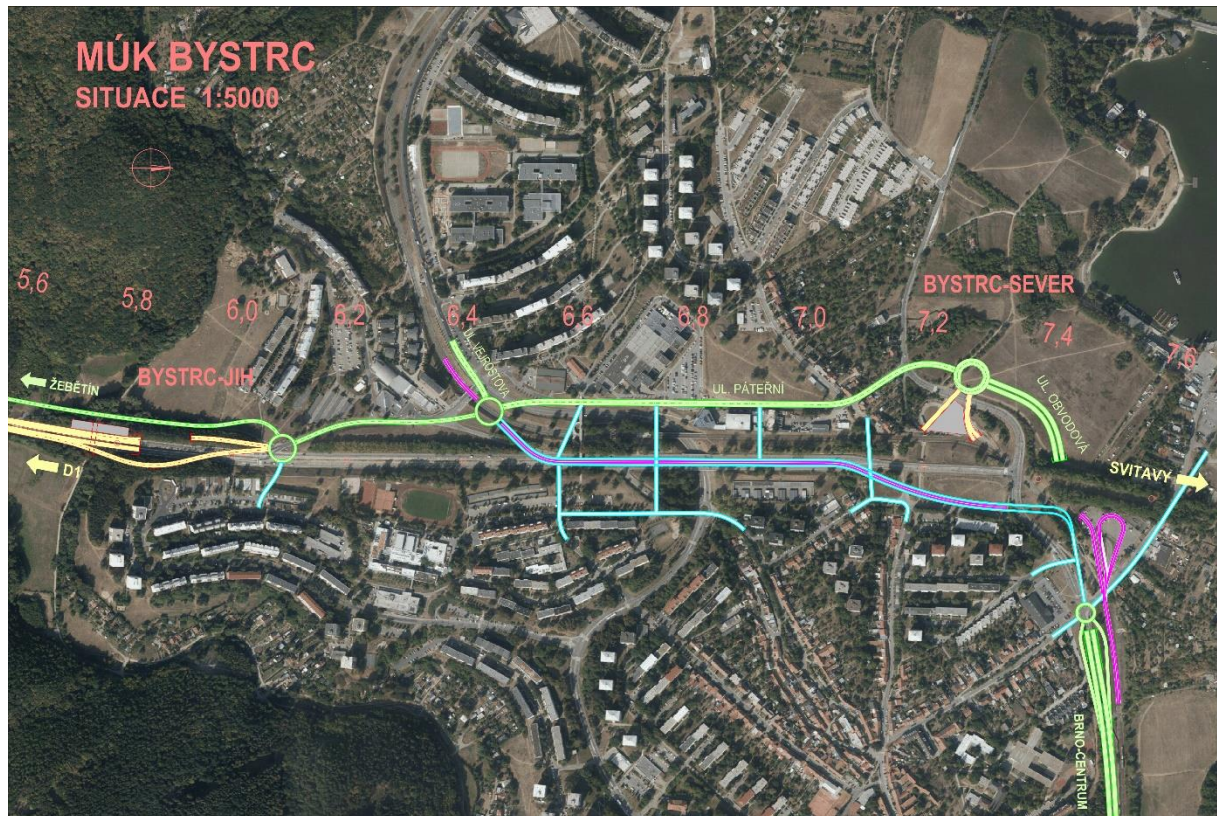 MÚK BYSTRC
SITUACE 1:5000
BYSTRC-SEVER
5,6
5,8
6,0
6,2
6,4
6,6
6,8
7,0
7,2
7,4
7,6
BYSTRC-JIH
ŽEBĚTÍN
UL. VEJROSTOVA
UL. PÁTEŘNÍ
UL. OBVODOVÁ
D1
SVITAVY
BRNO-CENTRUM